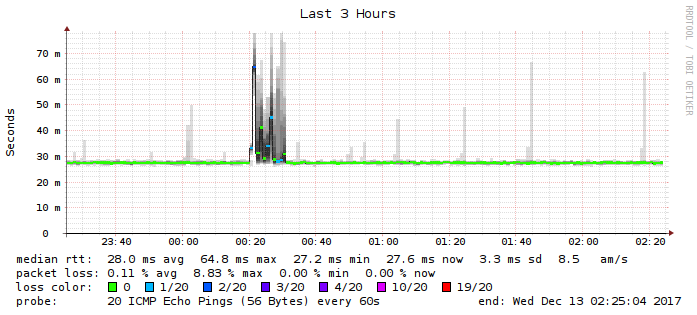 Last 3 Hours
RRDTOOL / TOBI OETIKER
Seconds
70 m
60 m
50 m
40 m
30 m
20 m
10 m
0
23:40 00:00 00:20 00:40 01:00 01:20 01:40 02:00 02:20
median rtt: 28.0 ms avg 64.8 ms max 27.2 ms min 27.6 ms now 3.3 ms sd 8.5 am/s
packet loss: 0.11 % avg 8.83 % max 0.00 % min 0.00 % now
loss color: 0 1/20 2/20 3/20 4/20 10/20 19/20
probe: 20 ICMP Echo Pings (56 Bytes) every 60s end: Wed Dec 13 02:25:04 2017